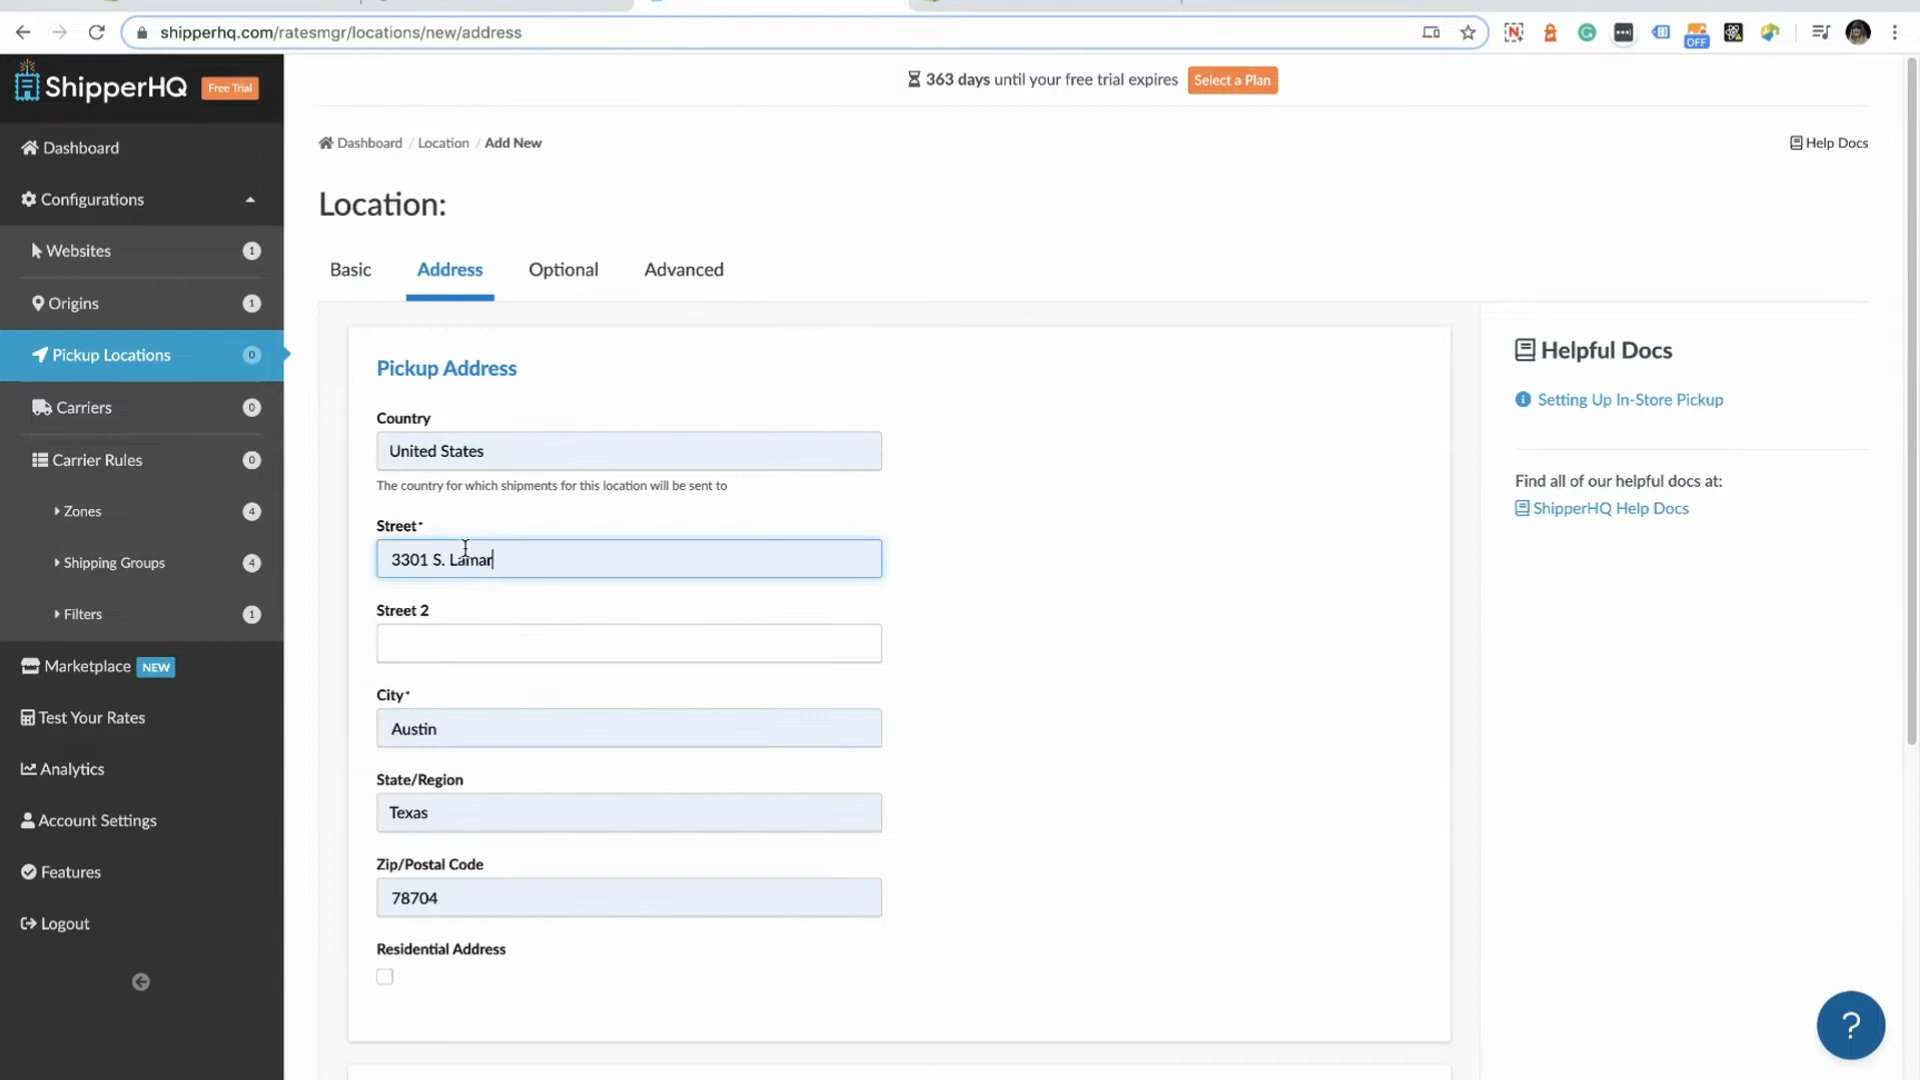 shipperhq.com/ratesmgr/locations/new/address
OFF
ShipperHQ Free Trial
363 days until your free trial expires Select a Plan
Dashboard
Configurations
Websites 1
Origins 1
Pickup Locations 0
Carriers 0
Carrier Rules 0
Zones 4
Shipping Groups 4
Filters 1
Marketplace NEW
Test Your Rates
Analytics
Account Settings
Features
Logout
Dashboard / Location / Add New
Help Docs
Location:
Basic Address Optional Advanced
Pickup Address
Country
United States
The country for which shipments for this location will be sent to
Street*
3301 S. Lamar
Street 2
City*
Austin
State/Region
Texas
Zip/Postal Code
78704
Residential Address
Helpful Docs
Setting Up In-Store Pickup
Find all of our helpful docs at:
ShipperHQ Help Docs
?